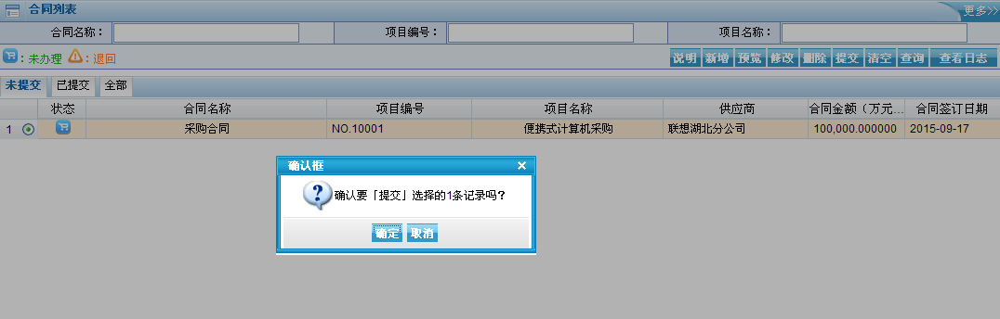 合同列表 更多>>
合同名称： 项目编号： 项目名称：
：未办理 ：退回 说明 新增 预览 修改 删除 提交 清空 查询 查看日志
未提交 已提交 全部
状态 合同名称 项目编号 项目名称 供应商 合同金额（万元... 合同签订日期
1 采购合同 NO.10001 便携式计算机采购 联想湖北分公司 100,000.000000 2015-09-17
确认框
确认要「提交」选择的1条记录吗？
确定 取消